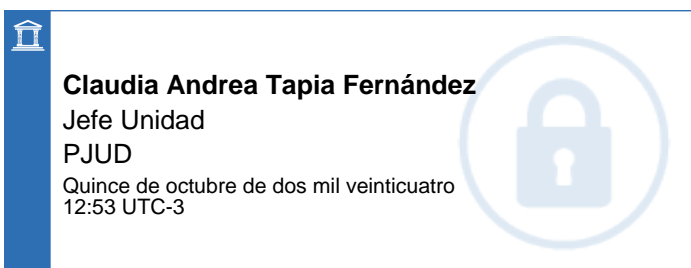 Claudia Andrea Tapia Fernández
Jefe Unidad
PJUD
Quince de octubre de dos mil veinticuatro
12:53 UTC-3